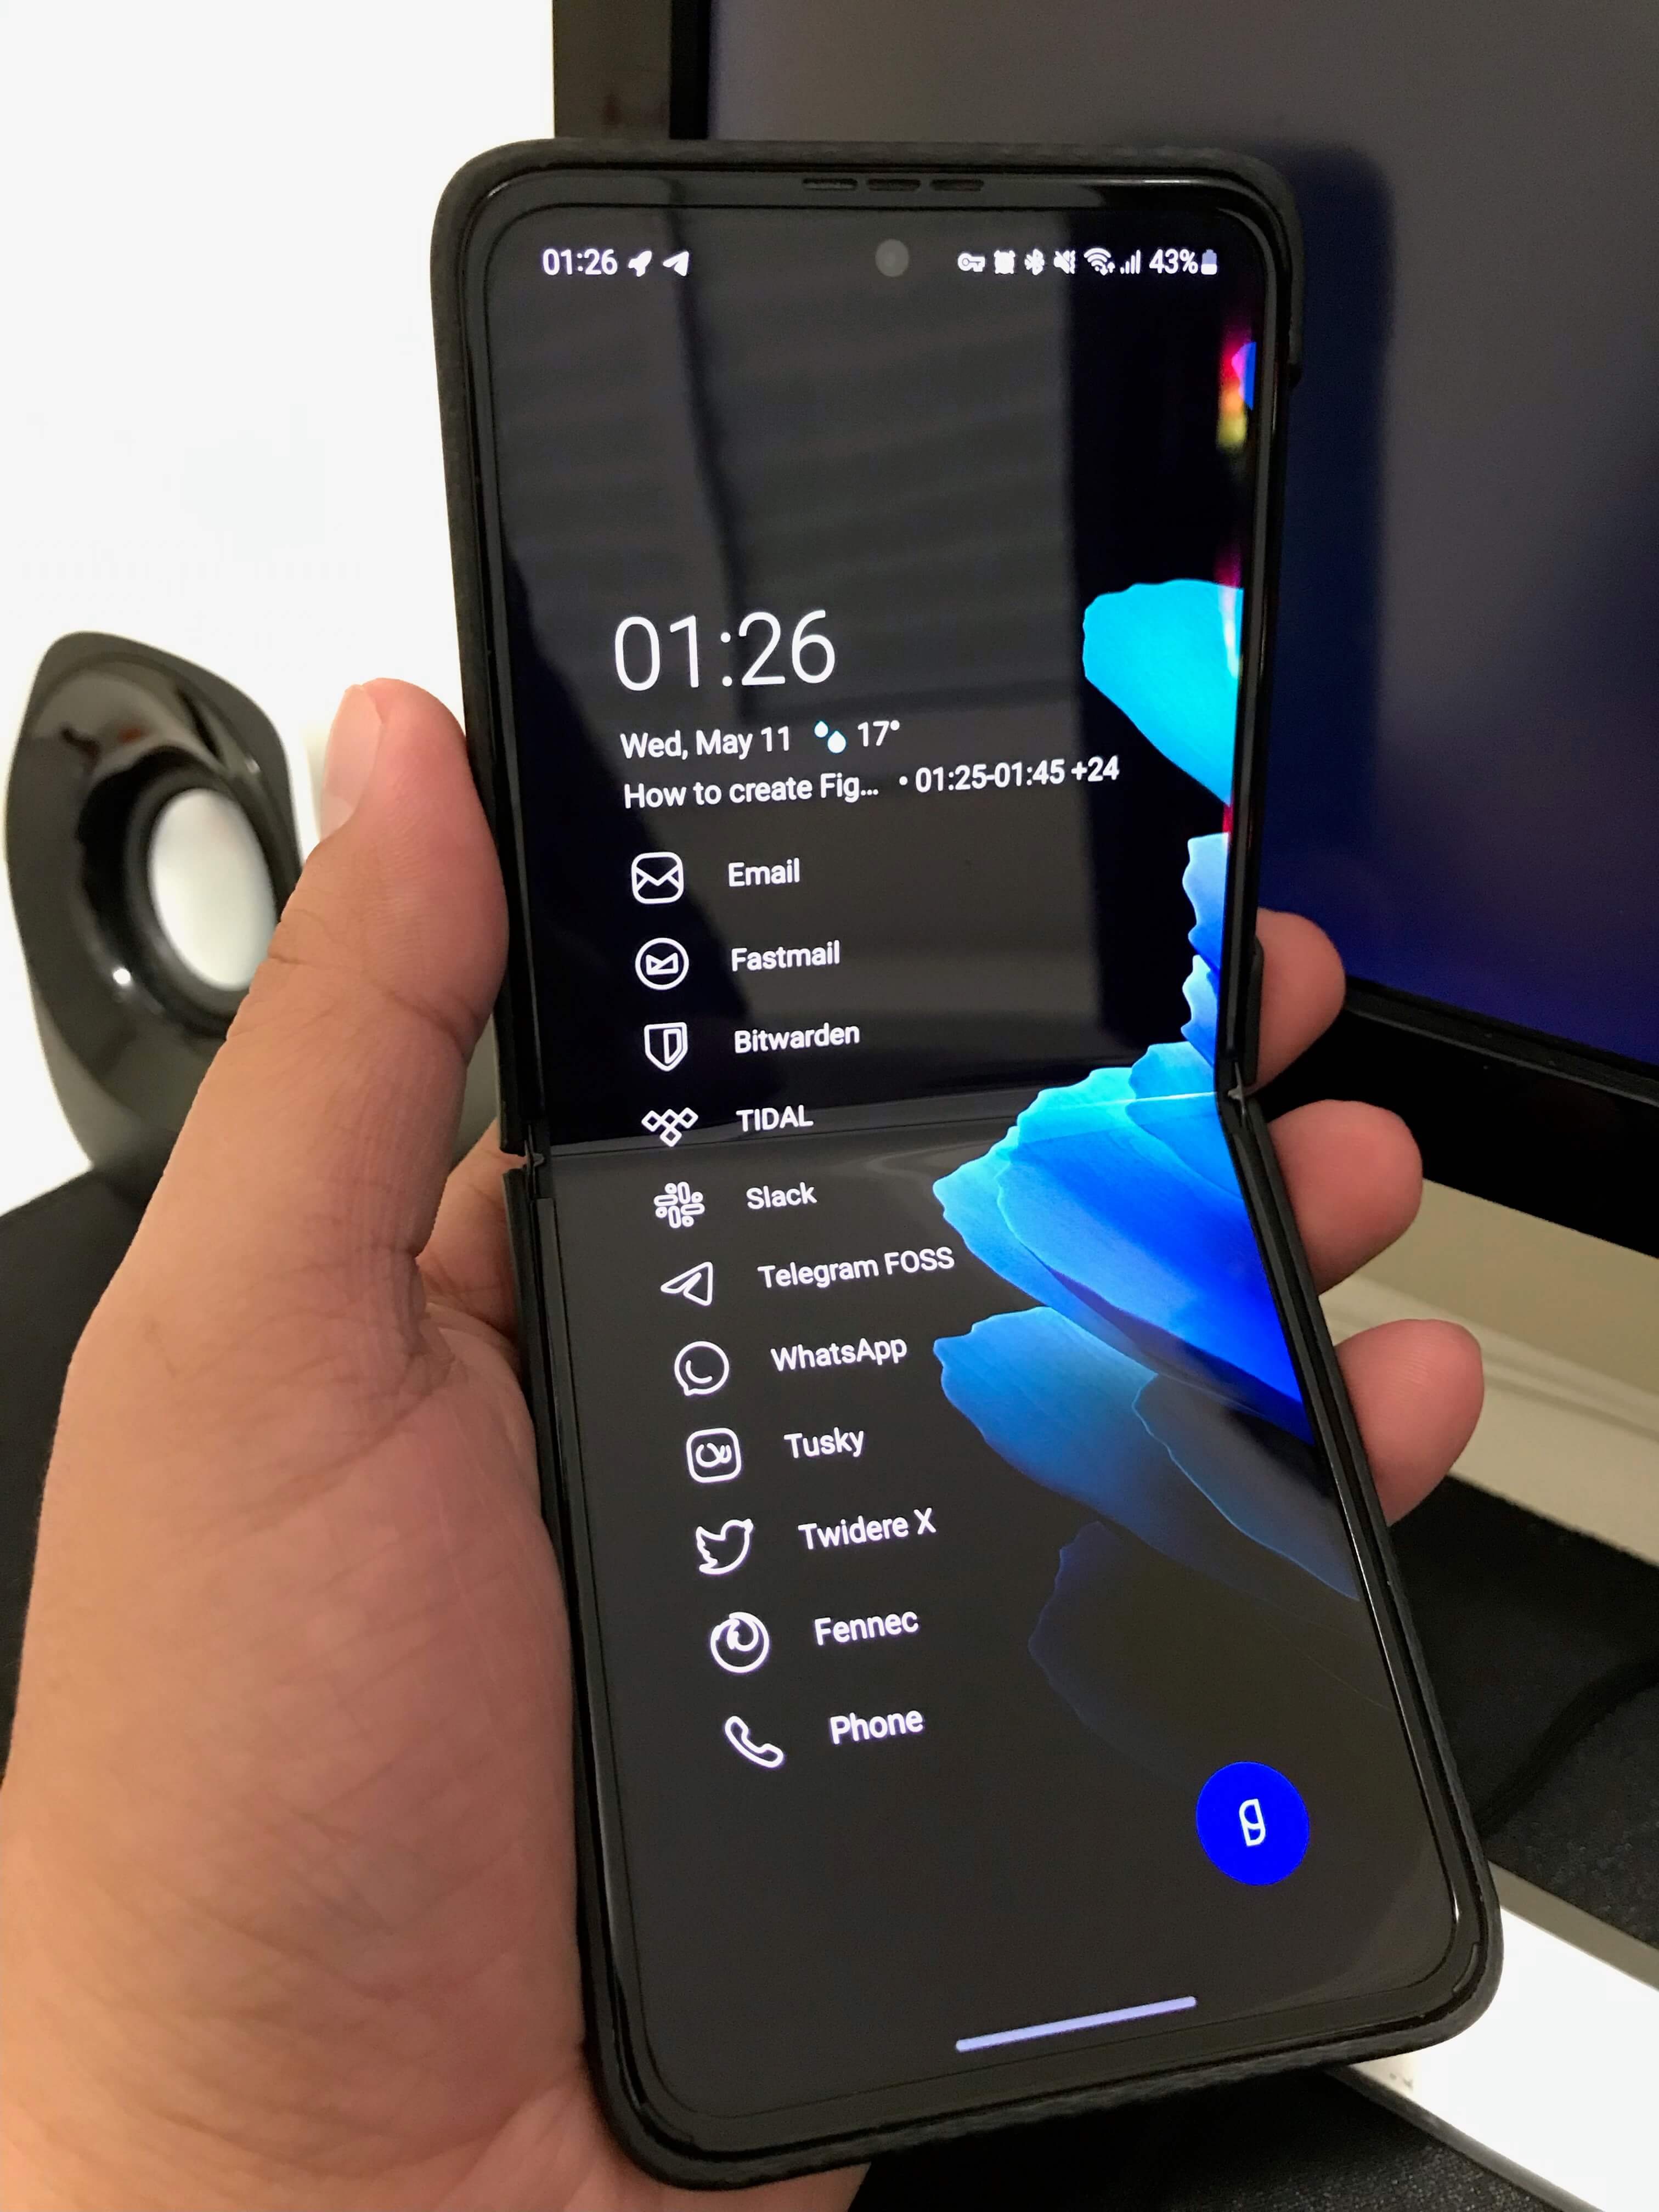 01:26 43%
01:26
Wed, May 11 17°
How to create Fig... • 01:25-01:45 +24
Email
Fastmail
Bitwarden
TIDAL
Slack
Telegram FOSS
WhatsApp
Tusky
Twidere X
Fennec
Phone